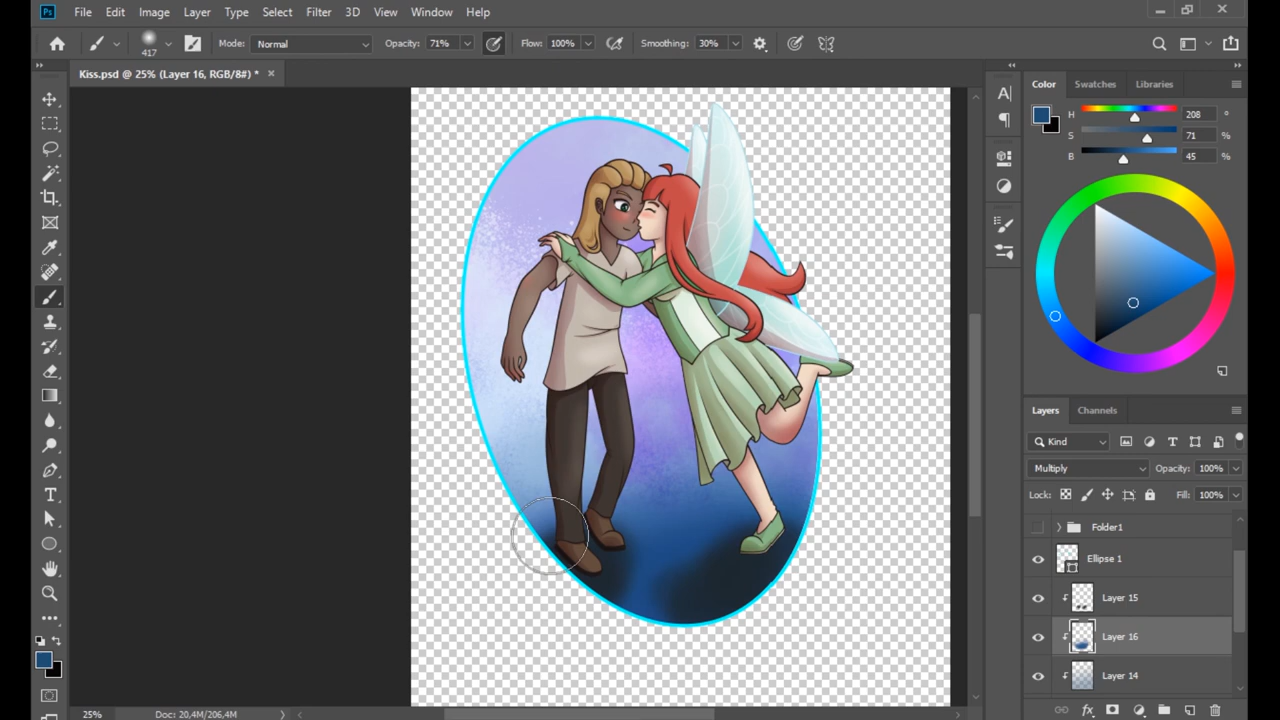 Ps File Edit Image Layer Type Select Filter 3D View Window Help
417 Mode: Normal Opacity: 71% Flow: 100% Smoothing: 30%
Kiss.psd @ 25% (Layer 16, RGB/8#) * ×
Color Swatches Libraries
H 208 °
S 71 %
B 45 %
Layers Channels
Kind
Multiply Opacity: 100%
Lock: Fill: 100%
Folder1
Ellipse 1
Layer 15
Layer 16
Layer 14
25% Doc: 20,4M/206,4M